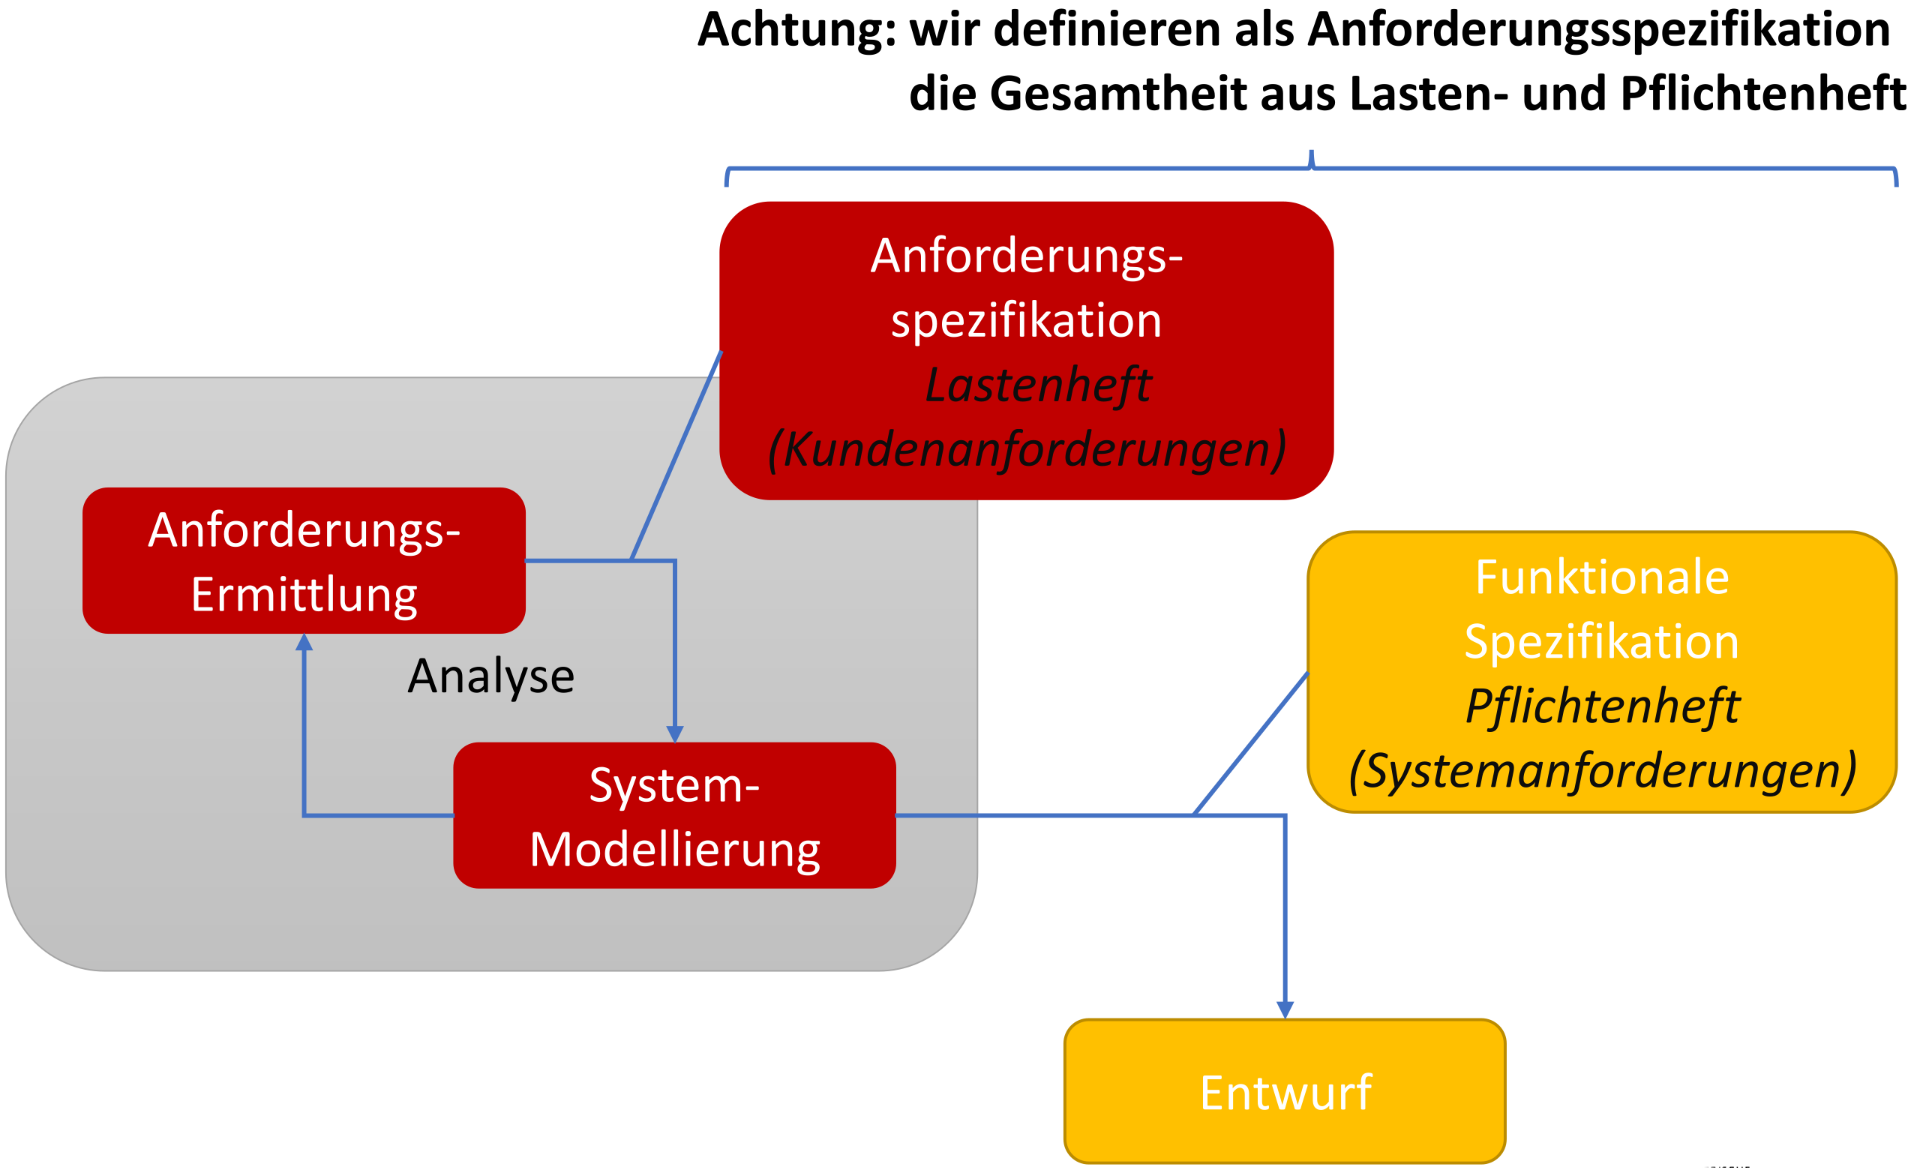 Achtung: wir definieren als Anforderungsspezifikation
die Gesamtheit aus Lasten- und Pflichtenheft
Anforderungs-
spezifikation
Lastenheft
(Kundenanforderungen)
Anforderungs-
Ermittlung
Analyse
System-
Modellierung
Funktionale
Spezifikation
Pflichtenheft
(Systemanforderungen)
Entwurf